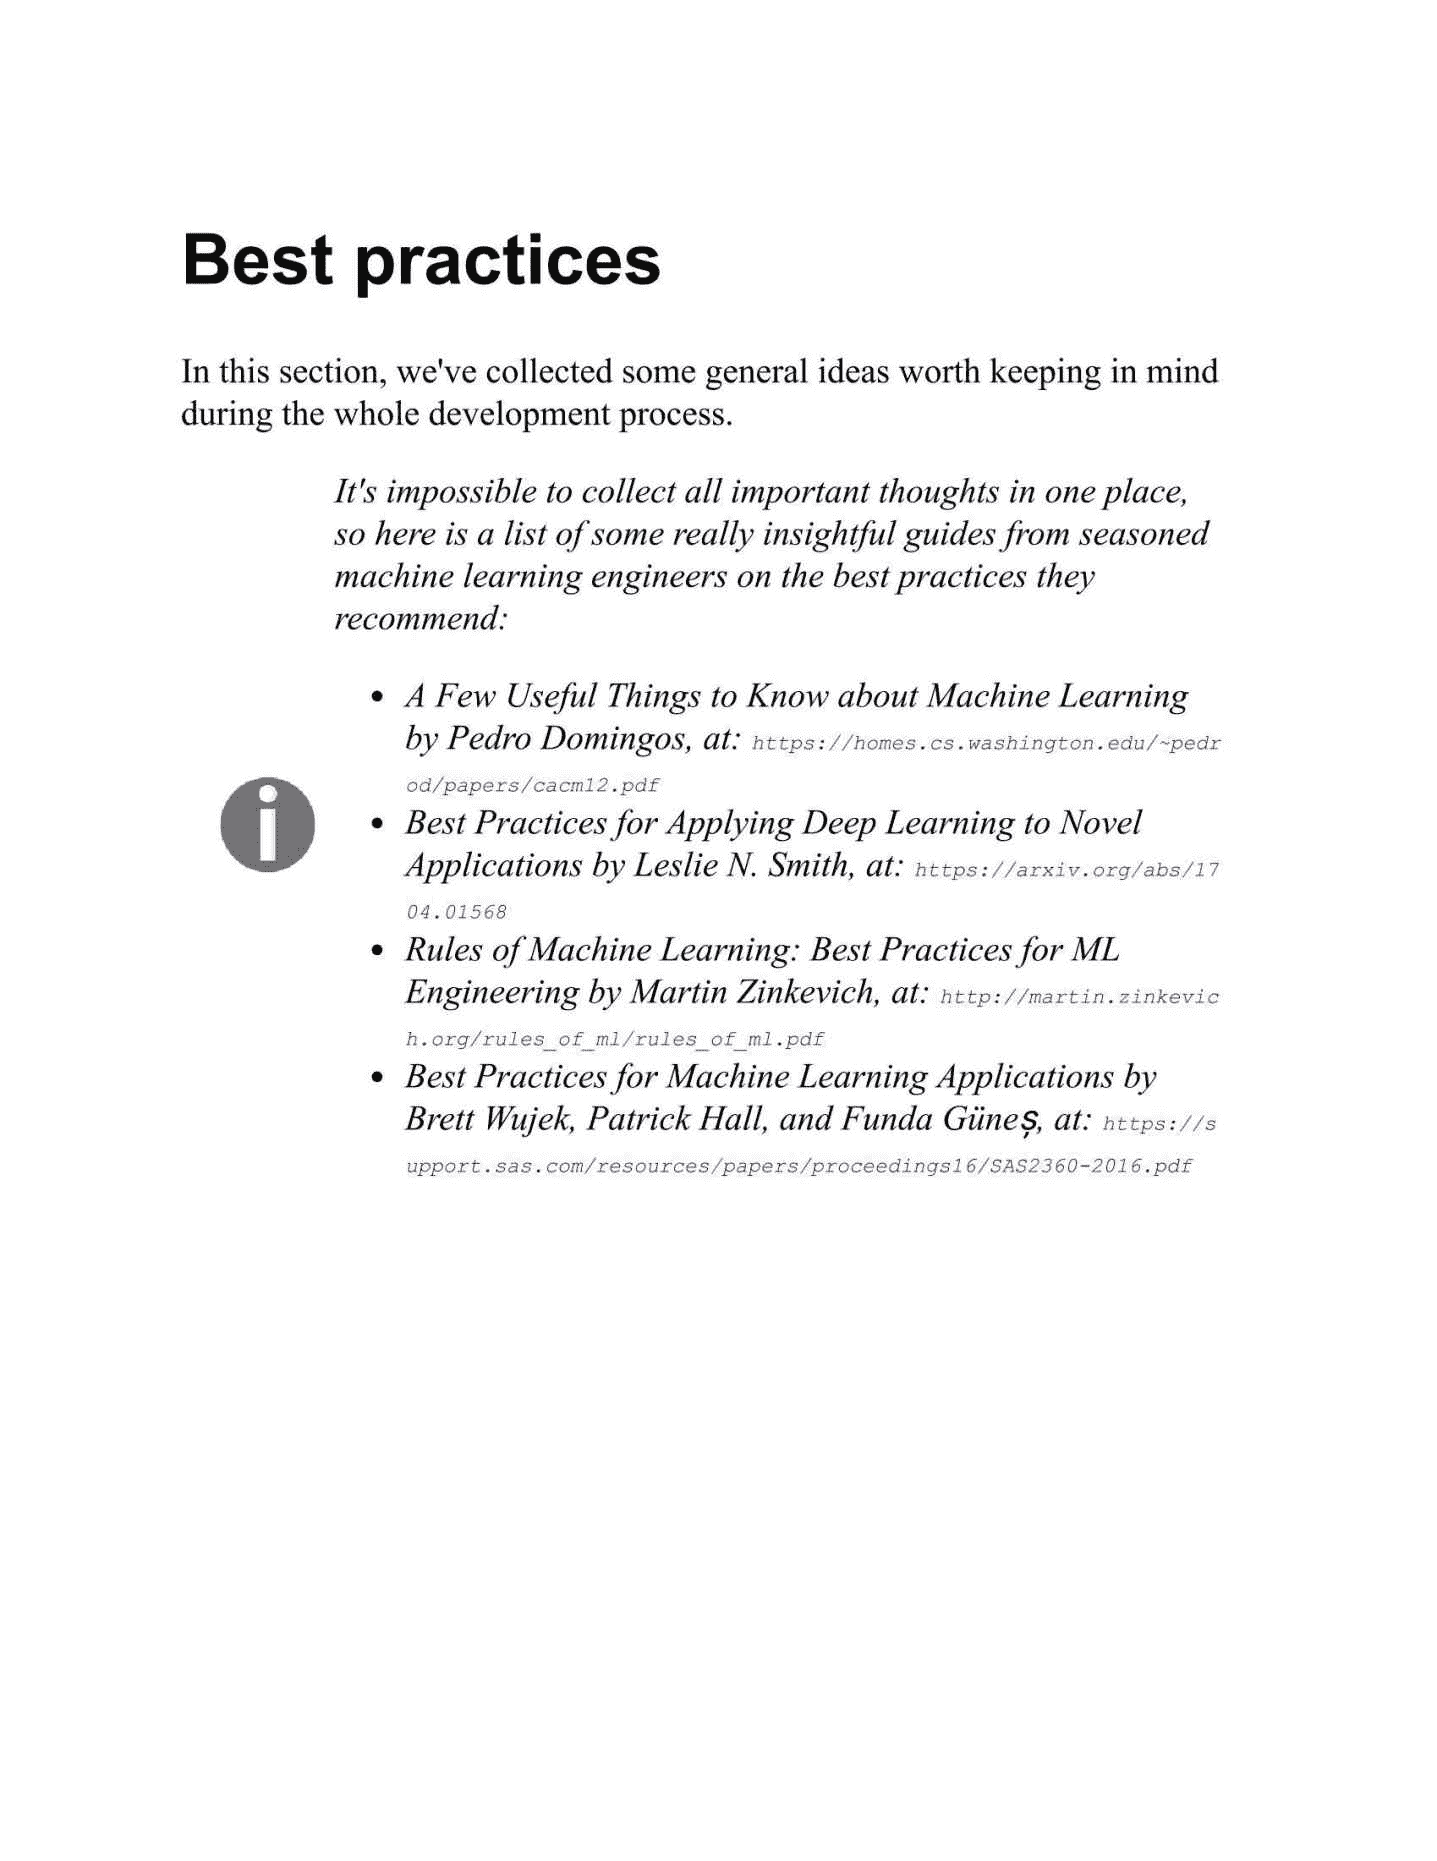 Best practices
In this section, we've collected some general ideas worth keeping in mind
during the whole development process.
It's impossible to collect all important thoughts in one place,
so here is a list of some really insightful guides from seasoned
machine learning engineers on the best practices they
recommend:
• A Few Useful Things to Know about Machine Learning
by Pedro Domingos, at: https://homes.cs.washington.edu/~pedr
od/papers/cacm12.pdf
• Best Practices for Applying Deep Learning to Novel
Applications by Leslie N. Smith, at: https://arxiv.org/abs/17
04.01568
• Rules of Machine Learning: Best Practices for ML
Engineering by Martin Zinkevich, at: http://martin.zinkevic
h.org/rules_of_ml/rules_of_ml.pdf
• Best Practices for Machine Learning Applications by
Brett Wujek, Patrick Hall, and Funda Güneș, at: https://s
upport.sas.com/resources/papers/proceedings16/SAS2360-2016.pdf